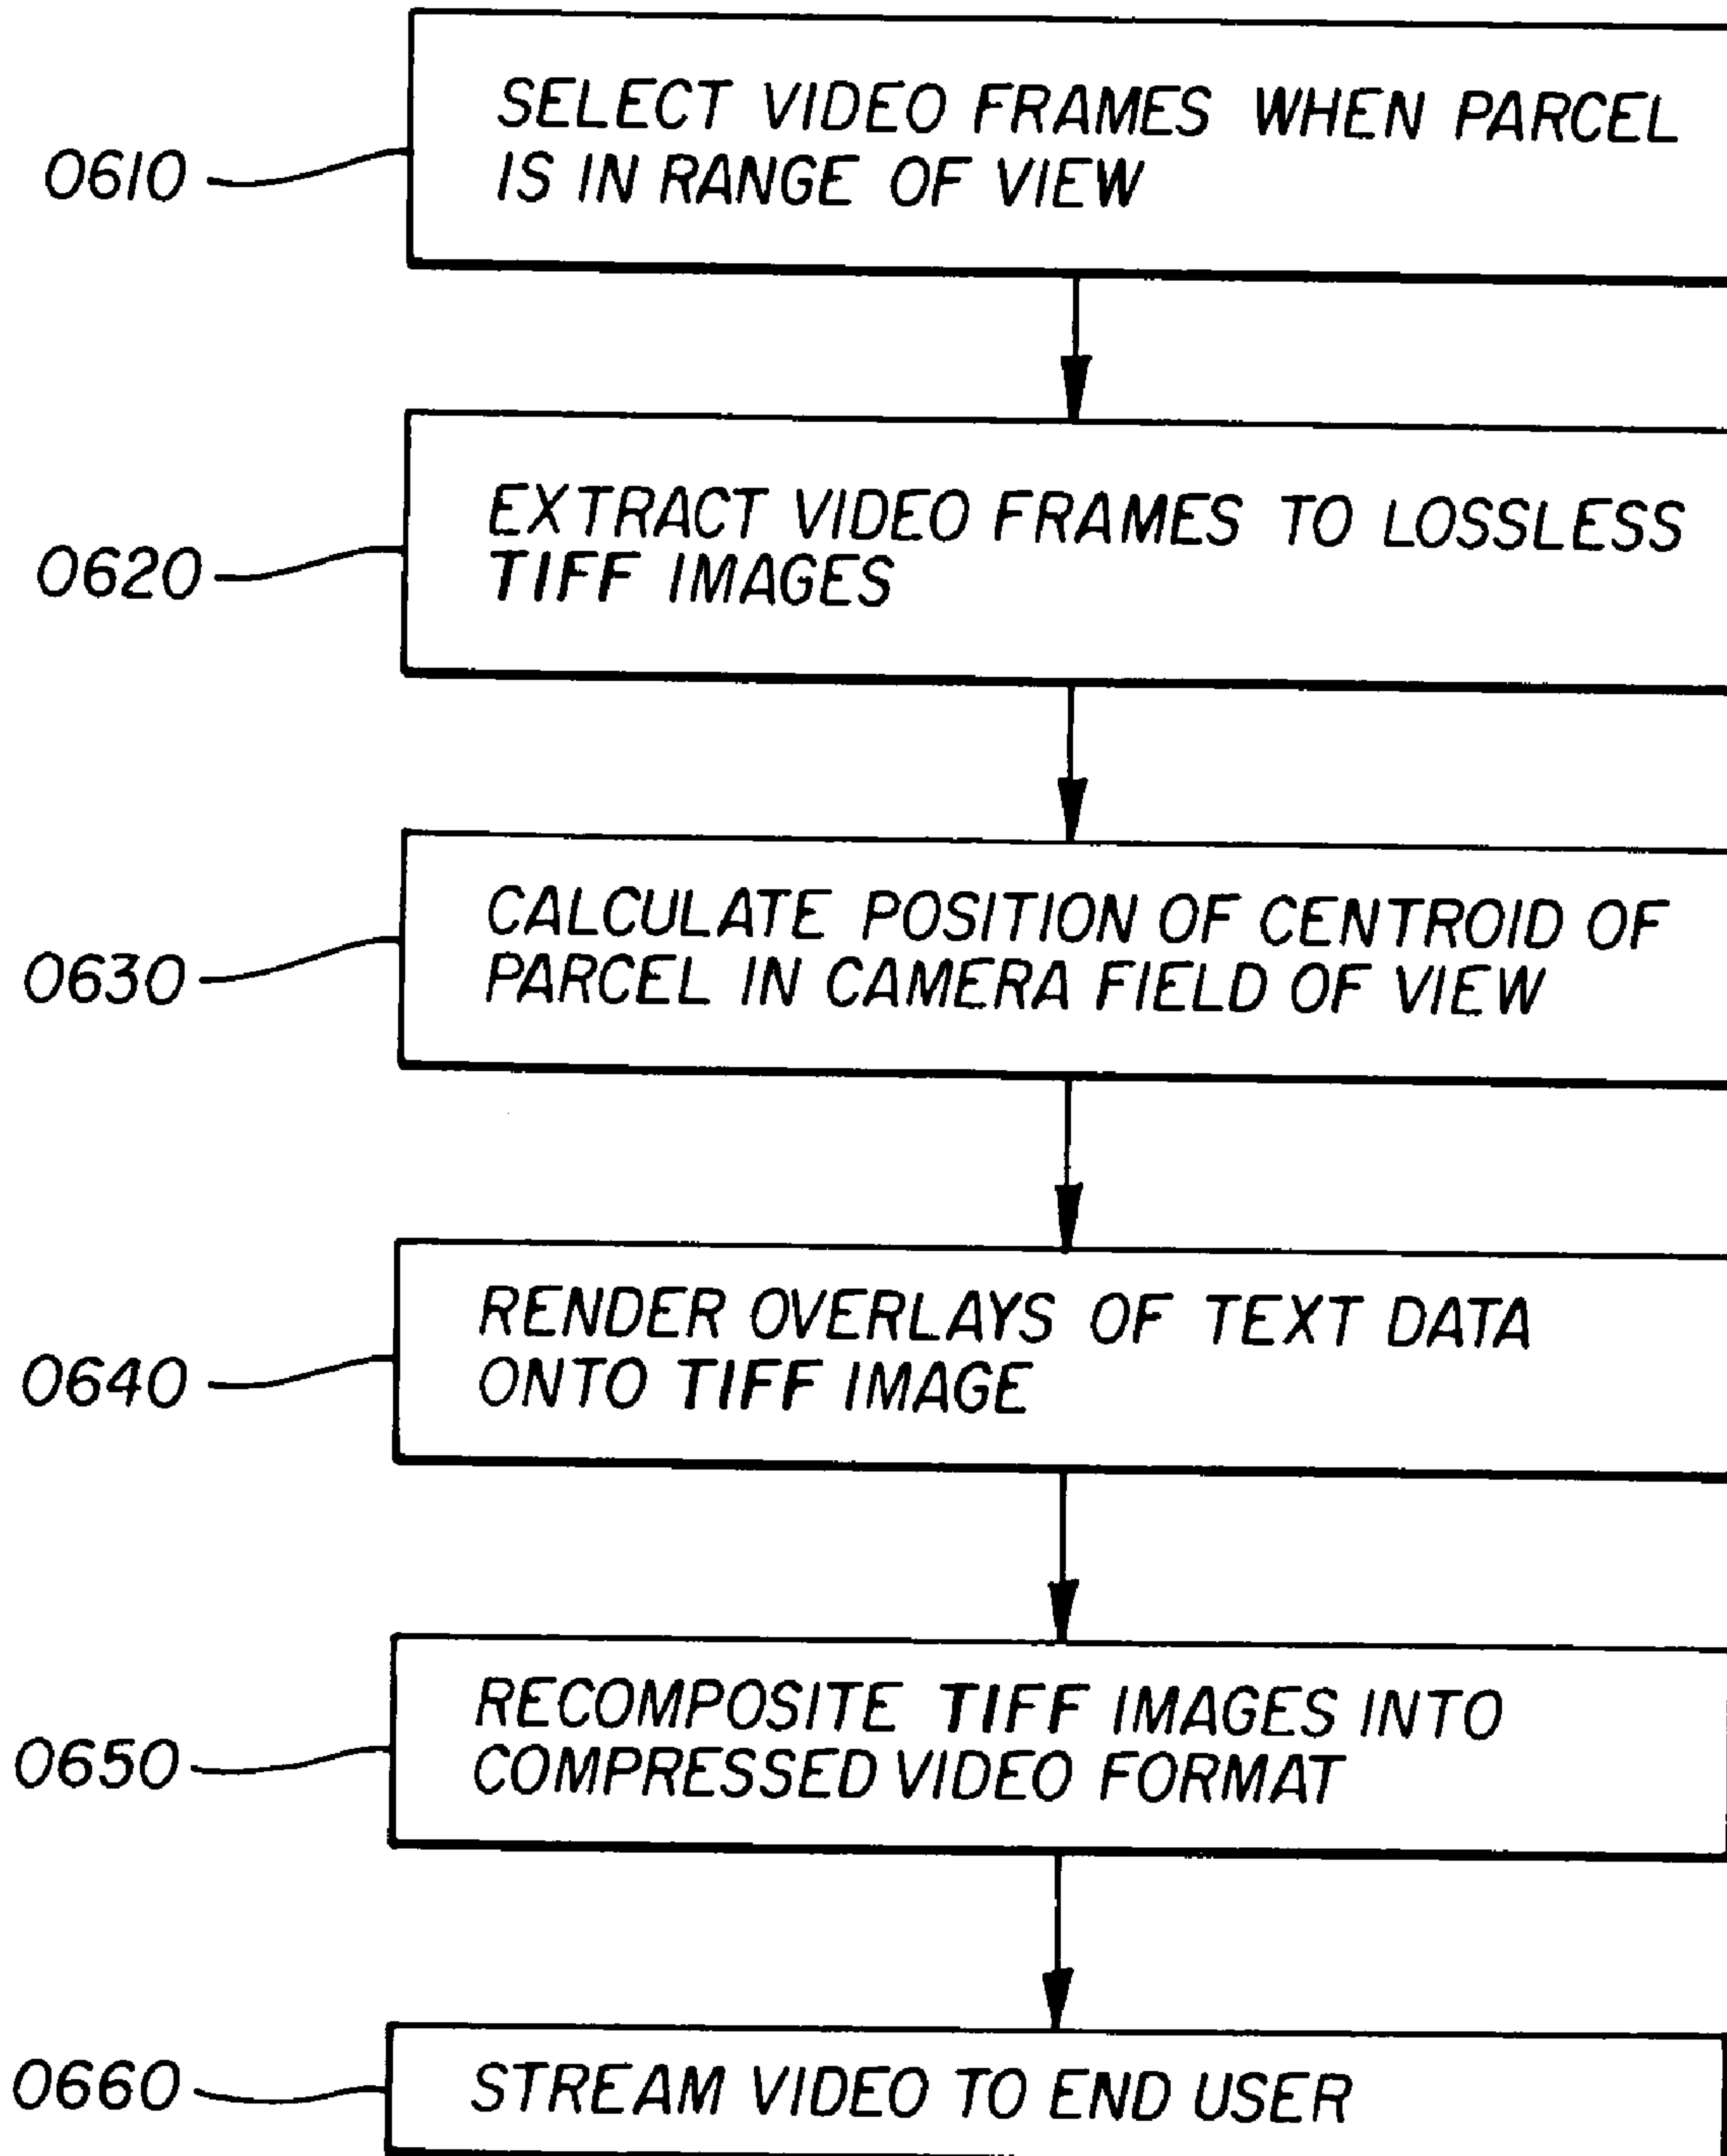 0610
SELECT VIDEO FRAMES WHEN PARCEL
IS IN RANGE OF VIEW
0620
EXTRACT VIDEO FRAMES TO LOSSLESS
TIFF IMAGES
0630
CALCULATE POSITION OF CENTROID OF
PARCEL IN CAMERA FIELD OF VIEW
0640
RENDER OVERLAYS OF TEXT DATA
ONTO TIFF IMAGE
0650
RECOMPOSITE TIFF IMAGES INTO
COMPRESSED VIDEO FORMAT
0660
STREAM VIDEO TO END USER